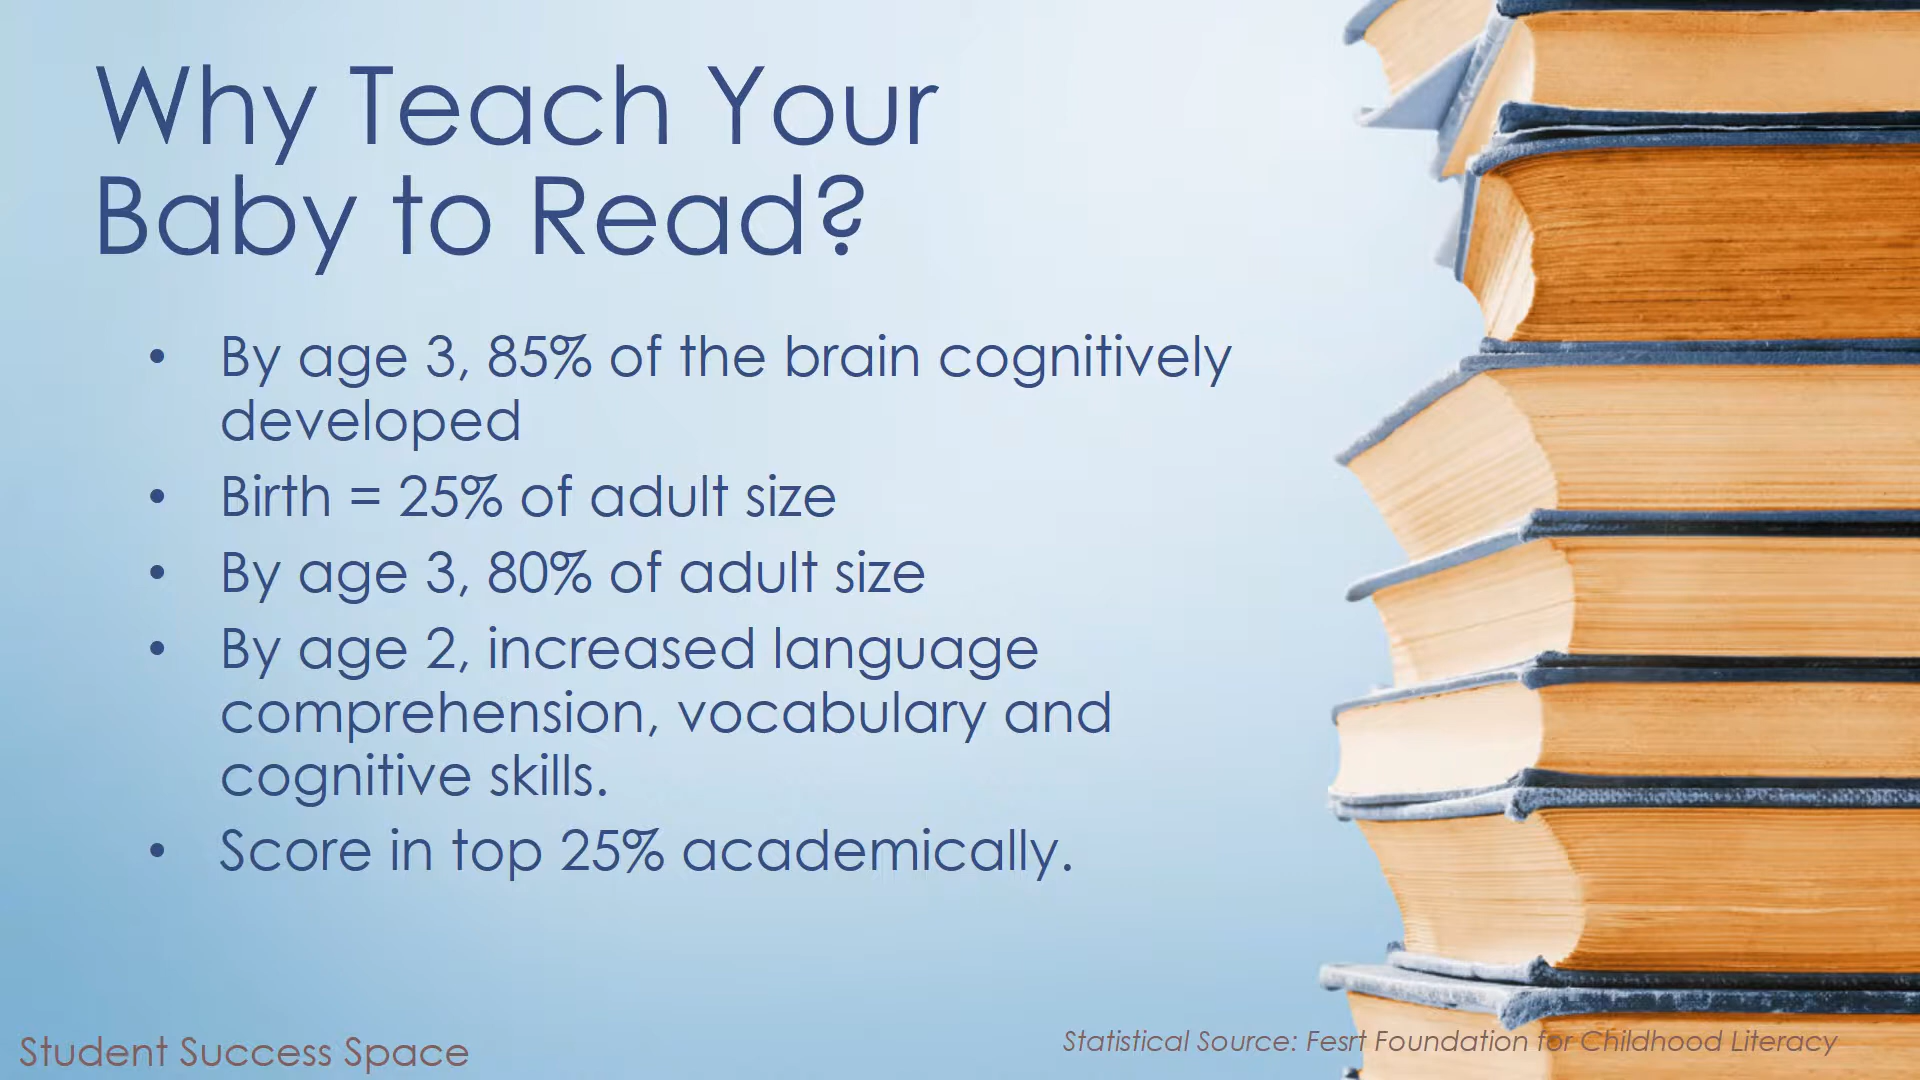 Why Teach Your
Baby to Read?
• By age 3, 85% of the brain cognitively
developed
• Birth = 25% of adult size
• By age 3, 80% of adult size
• By age 2, increased language
comprehension, vocabulary and
cognitive skills.
• Score in top 25% academically.
Student Success Space
Statistical Source: Fesrt Foundation for Childhood Literacy